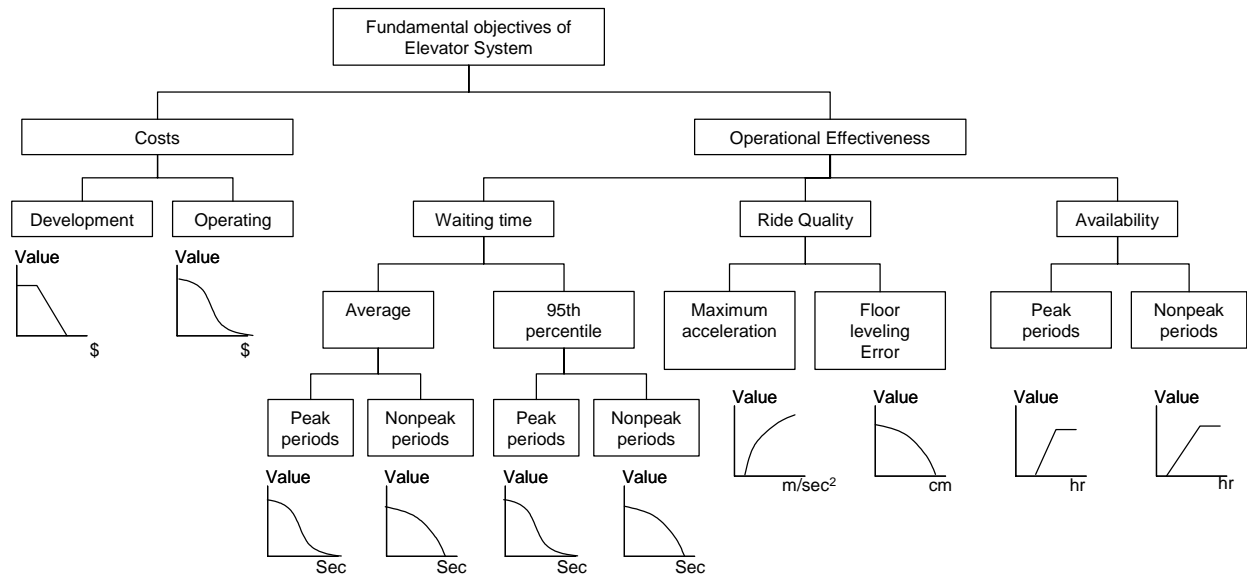 Fundamental objectives of
Elevator System
Costs
Operational Effectiveness
Development
Operating
Waiting time
Ride Quality
Availability
Value
$
Value
$
Average
95th
percentile
Maximum
acceleration
Floor
leveling
Error
Peak
periods
Nonpeak
periods
Peak
periods
Nonpeak
periods
Peak
periods
Nonpeak
periods
Value
m/sec²
Value
cm
Value
hr
Value
hr
Value
Sec
Value
Sec
Value
Sec
Value
Sec